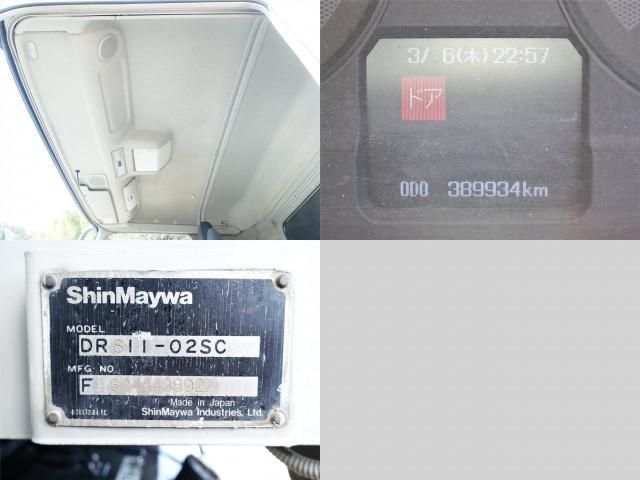 3/ 6(木)22:57
ドア
ODO 389934km
ShinMaywa
MODEL
DR811-02SC
MFG NO.
F
Made in Japan
ShinMaywa Industries, Ltd.